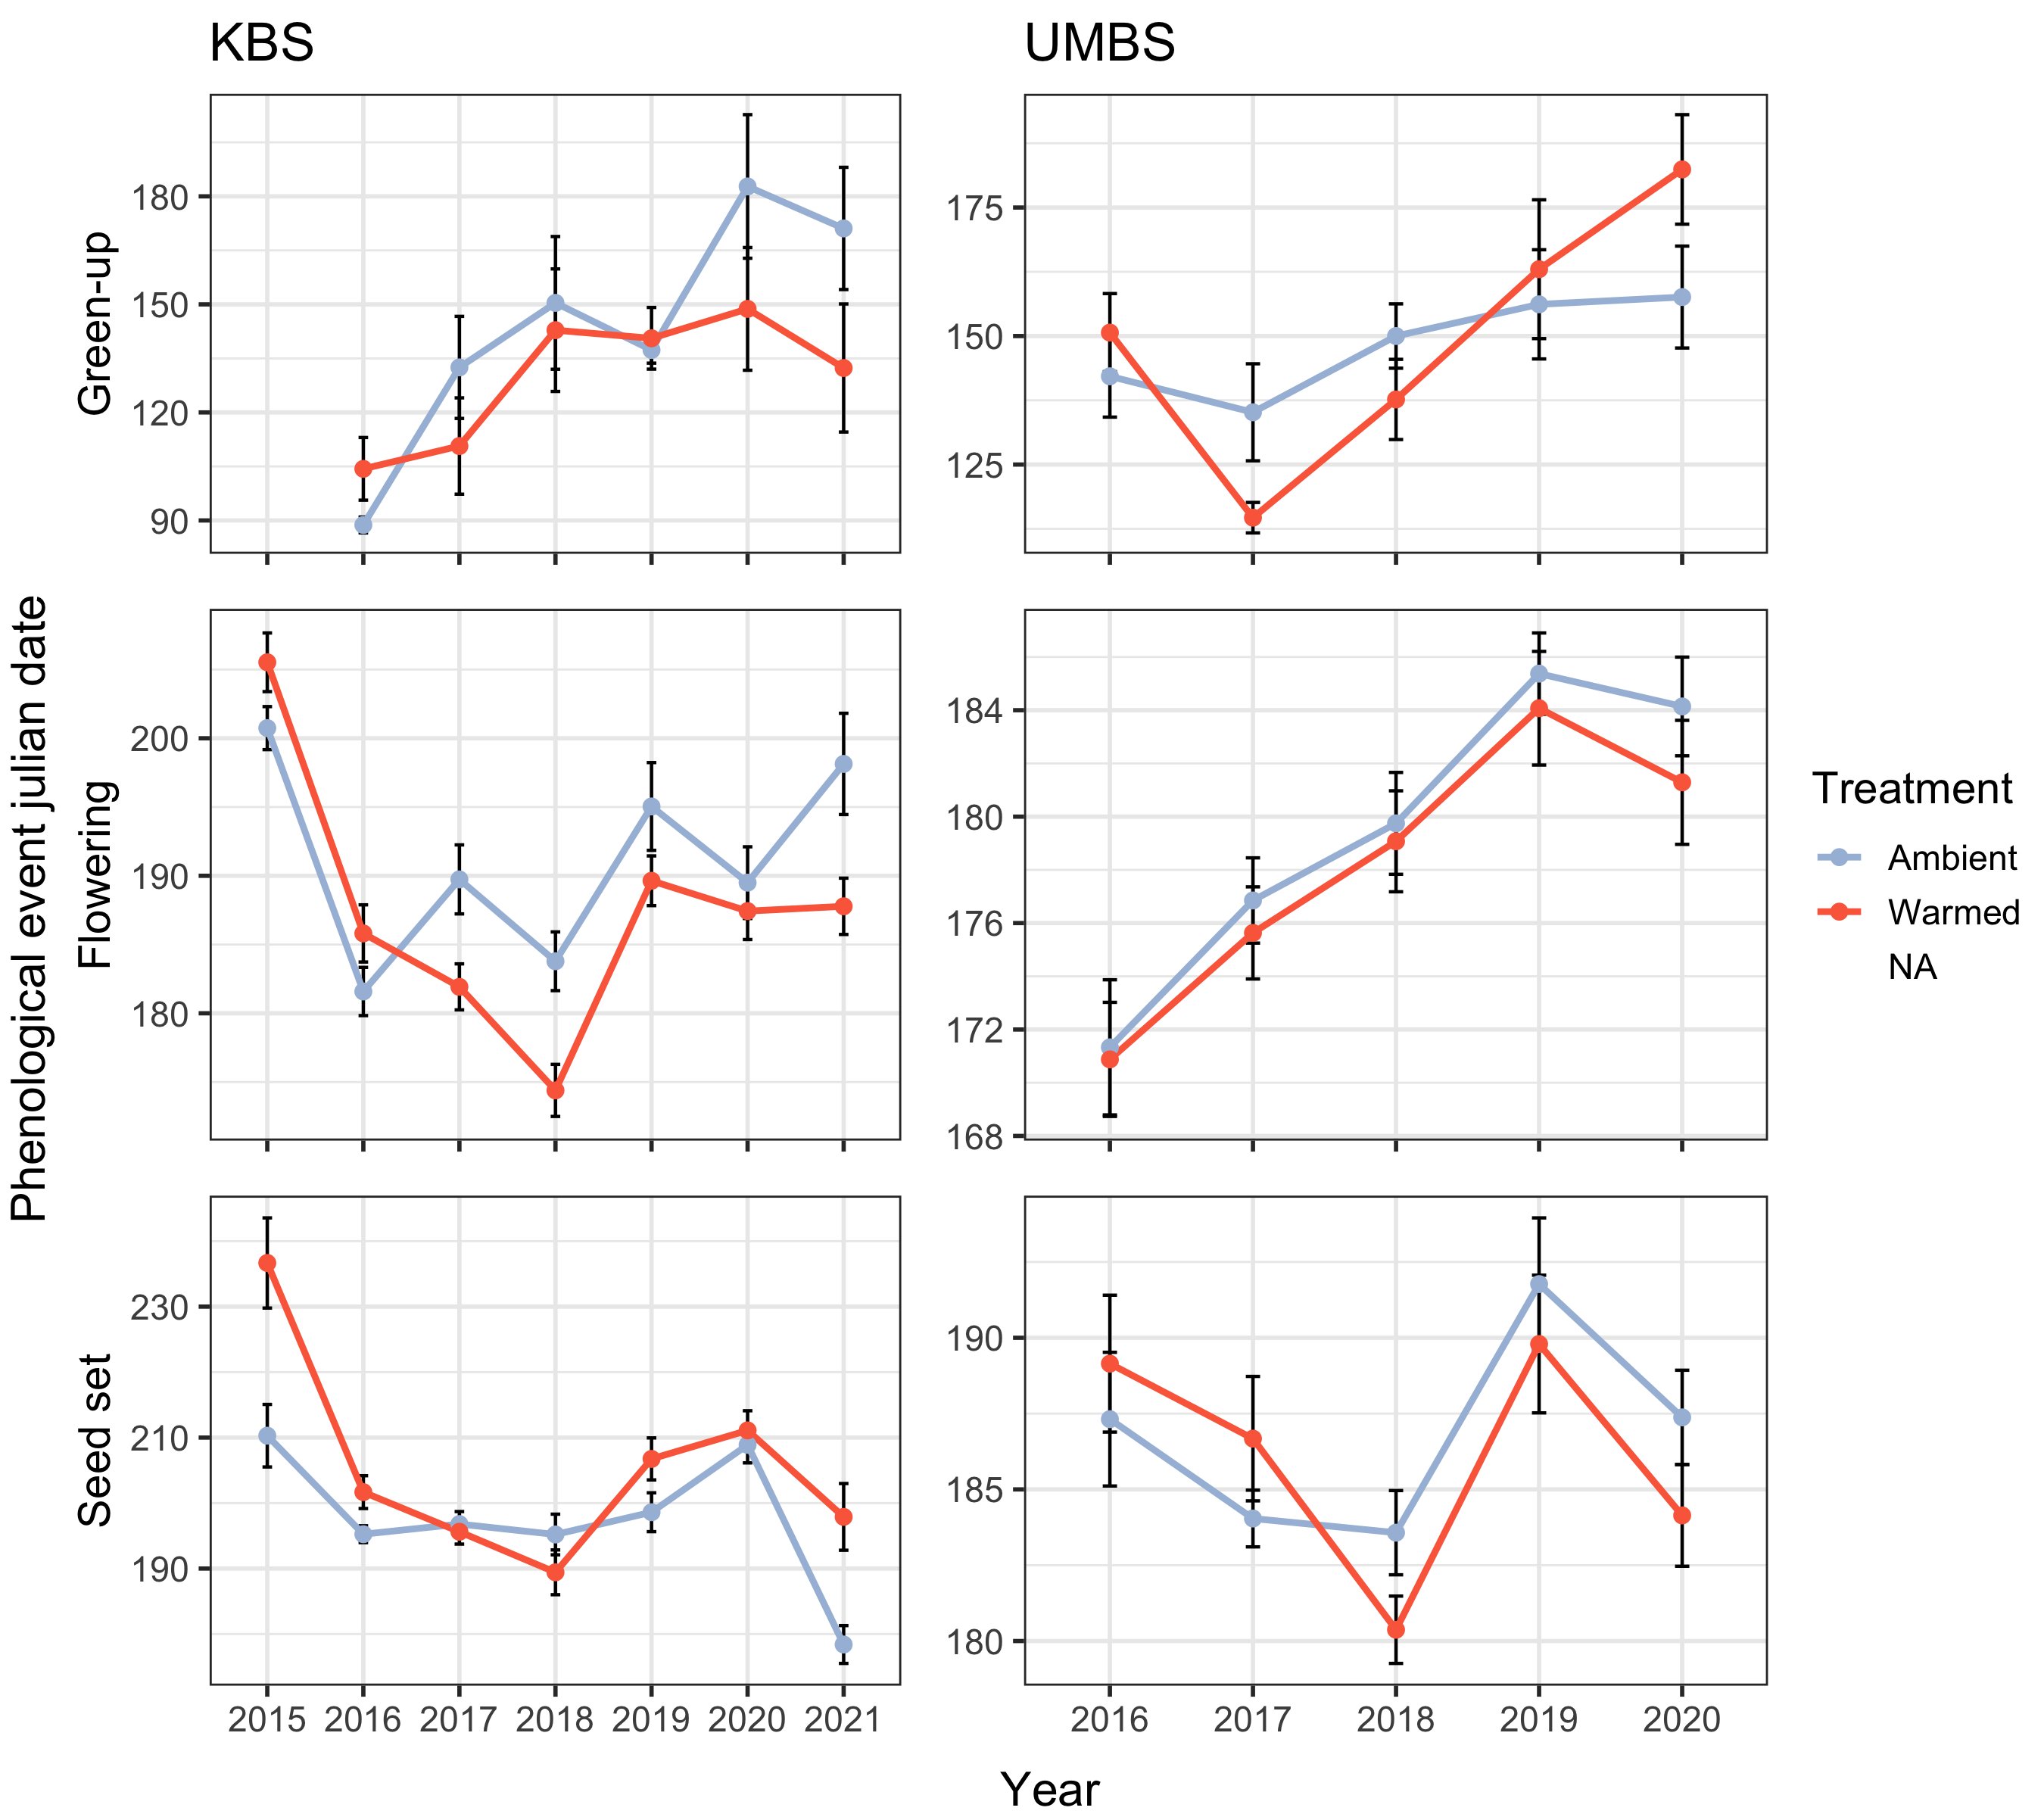 KBS
UMBS
Phenological event julian date
Green-up
180
150
120
90
175
150
125
Flowering
200
190
180
184
180
176
172
168
Seed set
230
210
190
190
185
180
2015 2016 2017 2018 2019 2020 2021
2016 2017 2018 2019 2020
Year
Treatment
Ambient
Warmed
NA